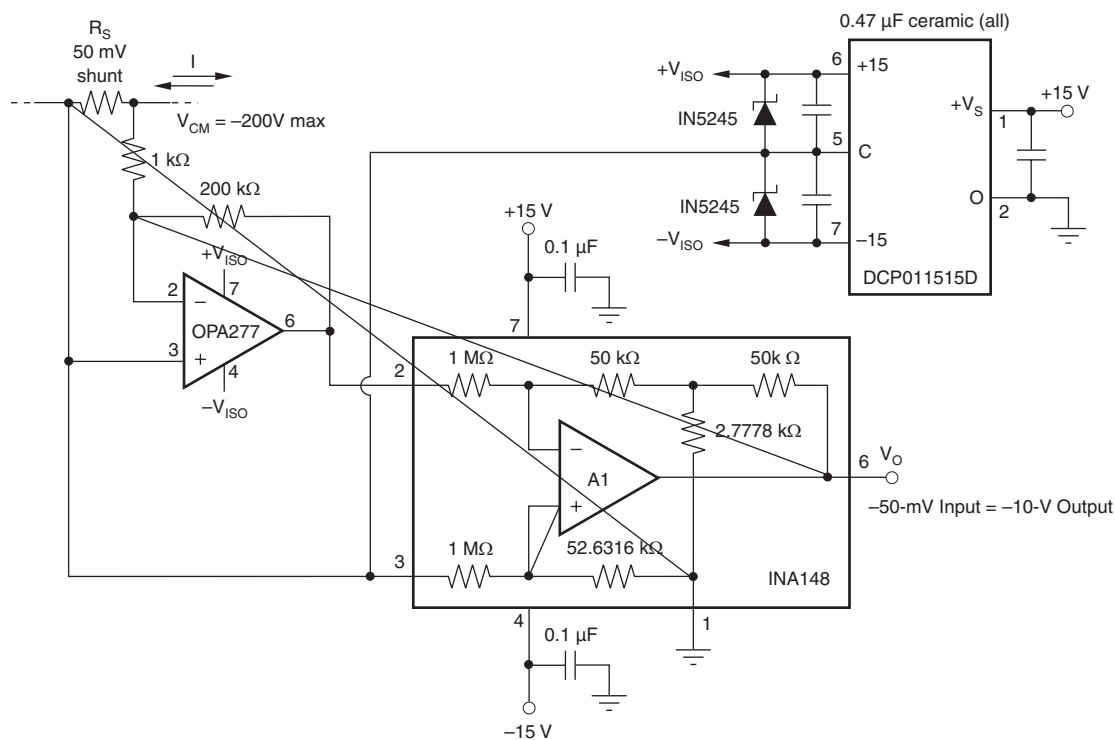 R_S
50 mV
shunt
I
V_CM = –200V max
1 kΩ
200 kΩ
+V_ISO
7
2
–
OPA277
6
3
+
4
–V_ISO
0.47 µF ceramic (all)
+V_ISO
6
+15
IN5245
5
C
IN5245
–V_ISO
7
–15
+V_S
1
+15 V
O
2
DCP011515D
+15 V
0.1 µF
7
2
1 MΩ
50 kΩ
50k Ω
2.7778 kΩ
–
A1
+
6
V_O
–50-mV Input = –10-V Output
3
1 MΩ
52.6316 kΩ
INA148
4
1
0.1 µF
–15 V